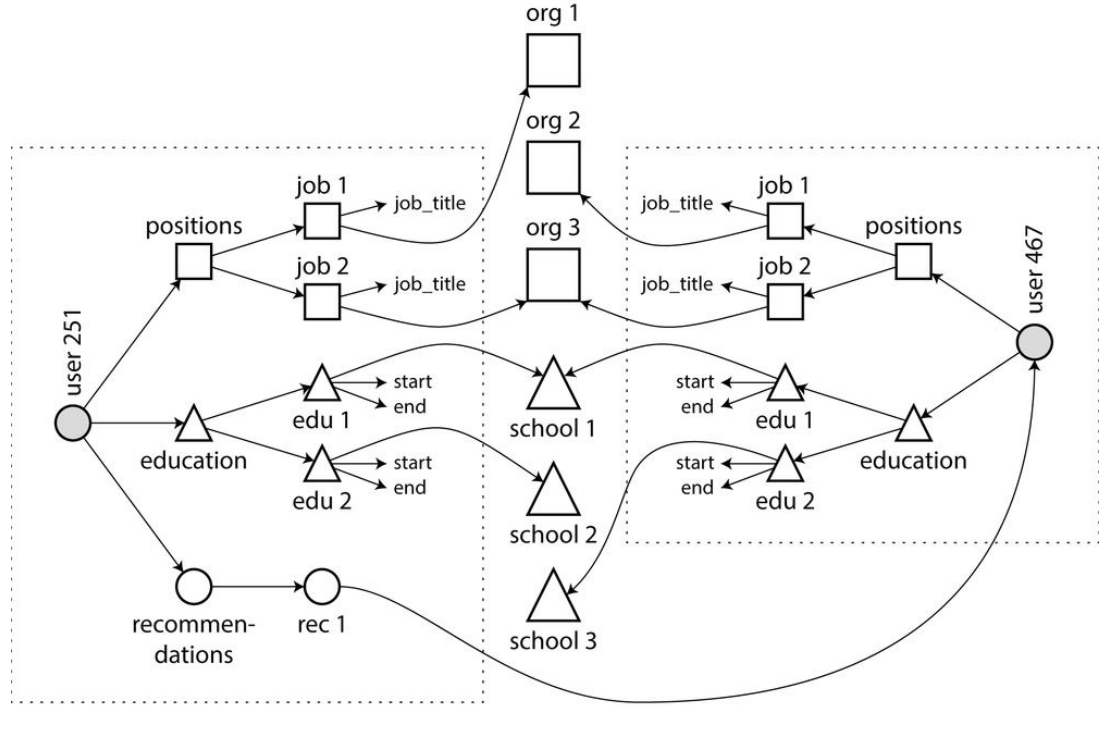 org 1
org 2
org 3
school 1
school 2
school 3
user 251
positions
job 1
job_title
job 2
job_title
education
edu 1
start
end
edu 2
start
end
recommen-
dations
rec 1
user 467
positions
job 1
job_title
job 2
job_title
education
edu 1
start
end
edu 2
start
end